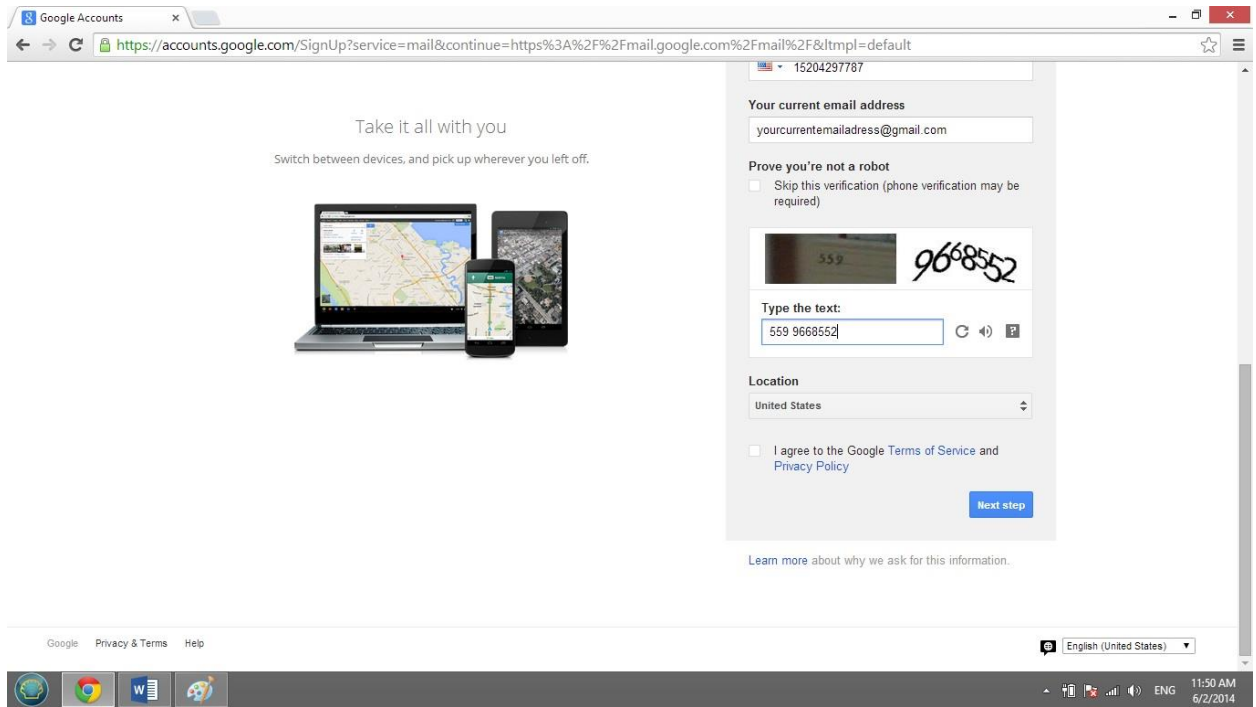 Google Accounts
https://accounts.google.com/SignUp?service=mail&continue=https%3A%2F%2Fmail.google.com%2Fmail%2F&ltmpl=default
Take it all with you
Switch between devices, and pick up wherever you left off.
15204297787
Your current email address
yourcurrentemailadress@gmail.com
Prove you're not a robot
Skip this verification (phone verification may be
required)
559 9668552
Type the text:
559 9668552
Location
United States
I agree to the Google Terms of Service and
Privacy Policy
Next step
Learn more about why we ask for this information.
Google Privacy & Terms Help
English (United States)
ENG 11:50 AM
6/2/2014